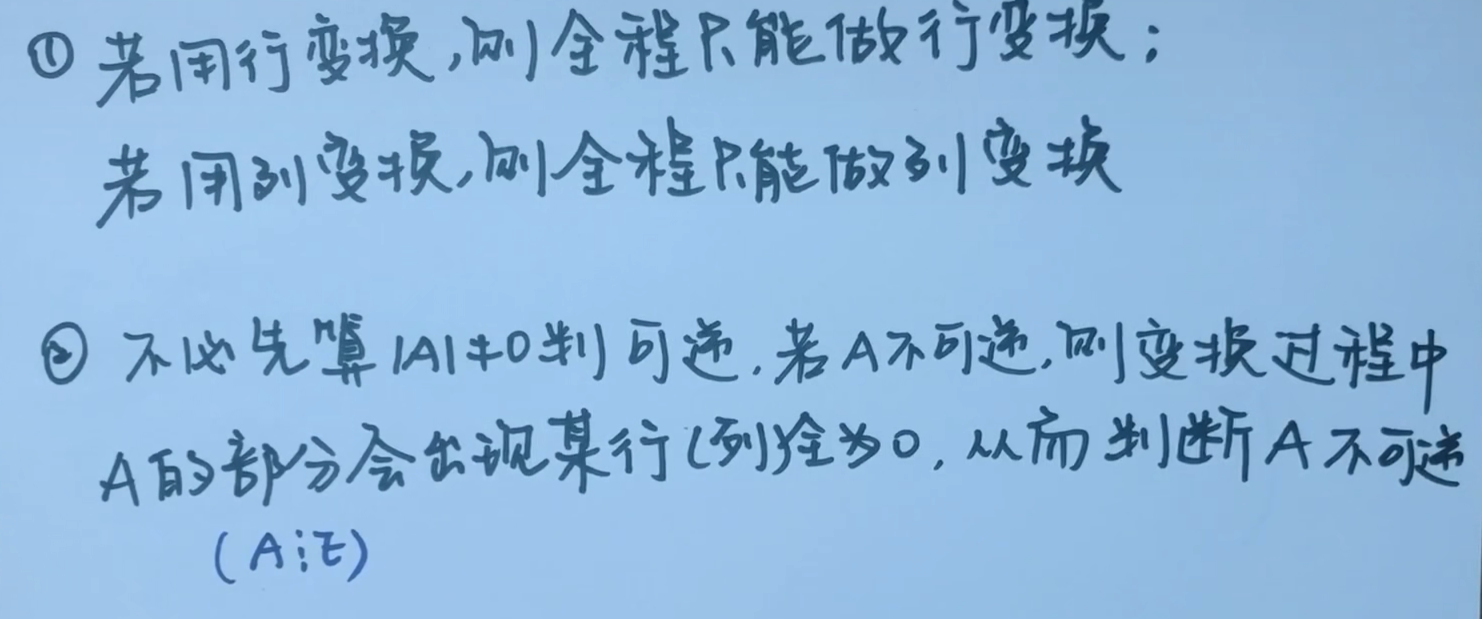 ① 若用行变换,则全程只能做行变换;
若用列变换,则全程只能做列变换
② 不必先算|A|≠0判可逆.若A不可逆,则变换过程中
A的部分会出现某行(列)全为0,从而判断A不可逆
(A⋮E)